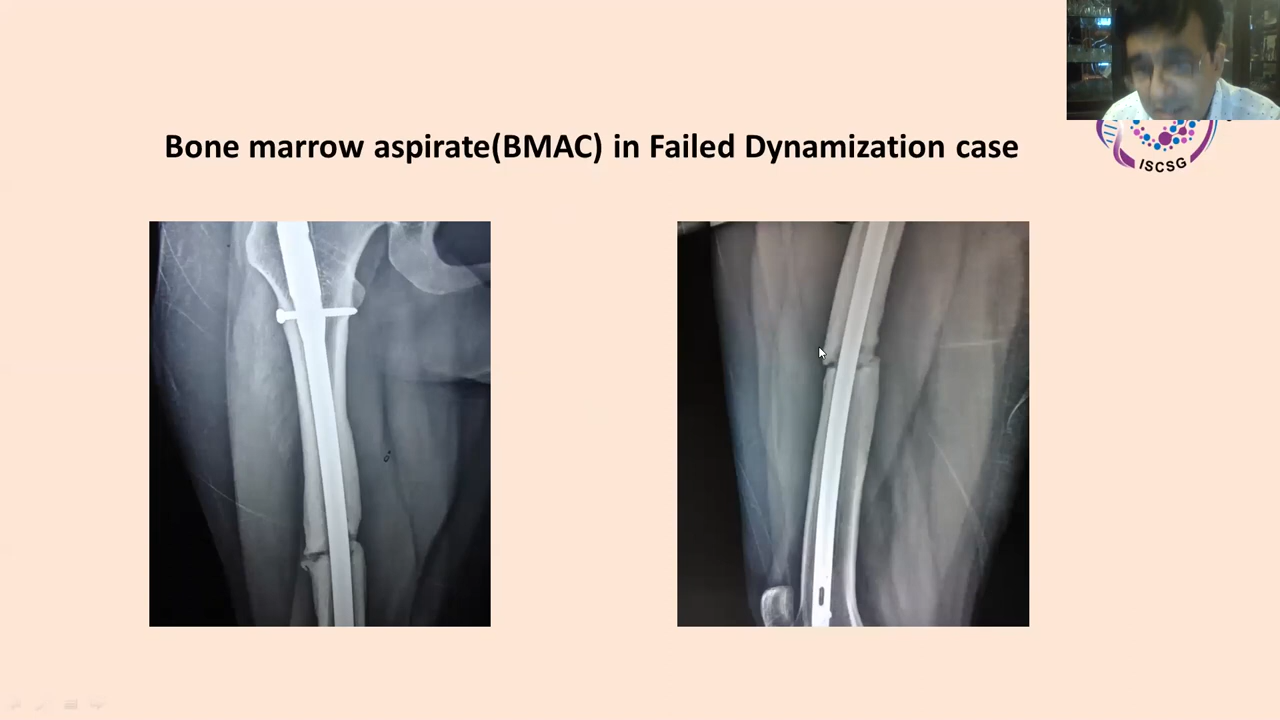 Bone marrow aspirate(BMAC) in Failed Dynamization case
ISCSG